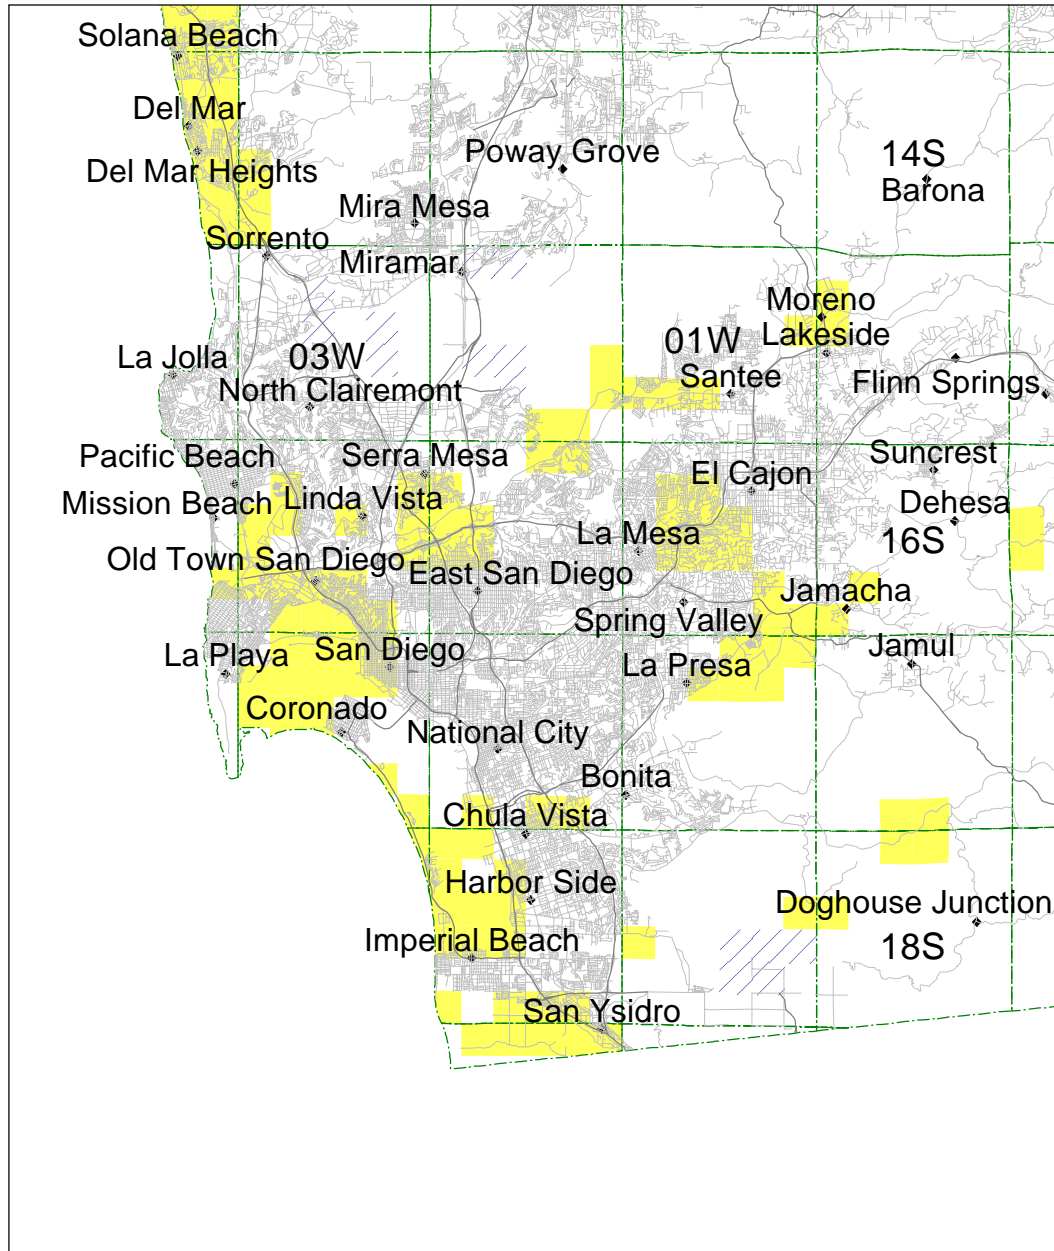 Solana Beach
Del Mar
Poway Grove
14S
Del Mar Heights
Barona
Mira Mesa
Sorrento
Miramar
Moreno
Lakeside
La Jolla
03W
01W
North Clairemont
Santee
Flinn Springs
Pacific Beach
Serra Mesa
Suncrest
El Cajon
Mission Beach
Linda Vista
Dehesa
La Mesa
16S
Old Town San Diego
East San Diego
Jamacha
Spring Valley
La Playa
San Diego
La Presa
Jamul
Coronado
National City
Bonita
Chula Vista
Harbor Side
Doghouse Junction
Imperial Beach
18S
San Ysidro